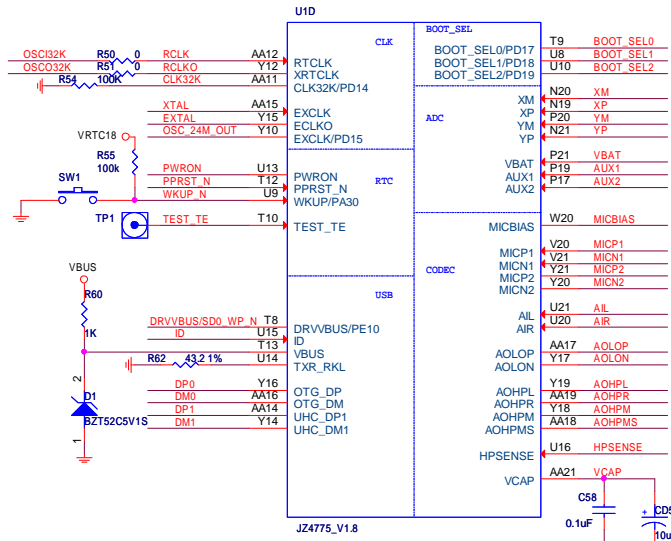 U1D
OSCI32K R50 0 RCLK AA12 RTCLK CLK BOOT_SEL BOOT_SEL0/PD17 T9 BOOT_SEL0
OSCO32K R51 0 RCLKO Y12 XRTCLK BOOT_SEL1/PD18 U8 BOOT_SEL1
R54 100K CLK32K AA11 CLK32K/PD14 BOOT_SEL2/PD19 U10 BOOT_SEL2
XTAL AA15 EXCLK ADC XM N20 XM
EXTAL Y15 ECLKO XP N19 XP
OSC_24M_OUT Y10 EXCLK/PD15 YM P20 YM
YP N21 YP
VRTC18
R55
100k
VBAT P21 VBAT
PWRON U13 PWRON RTC AUX1 P19 AUX1
SW1 PPRST_N T12 PPRST_N AUX2 P17 AUX2
WKUP_N U9 WKUP/PA30
TP1 TEST_TE T10 TEST_TE MICBIAS W20 MICBIAS
MICP1 V20 MICP1
VBUS CODEC MICN1 V21 MICN1
MICP2 Y21 MICP2
R60 USB MICN2 Y20 MICN2
1K
DRVVBUS/SD0_WP_N T8 DRVVBUS/PE10 AIL U21 AIL
ID U15 ID AIR U20 AIR
T13 VBUS AOLOP AA17 AOLOP
R62 43.2 1% U14 TXR_RKL AOLON Y17 AOLON
2
D1
BZT52C5V1S
1
DP0 Y16 OTG_DP AOHPL Y19 AOHPL
DM0 AA16 OTG_DM AOHPR AA19 AOHPR
DP1 AA14 UHC_DP1 AOHPM Y18 AOHPM
DM1 Y14 UHC_DM1 AOHPMS AA18 AOHPMS
HPSENSE U16 HPSENSE
VCAP AA21 VCAP
C58
0.1uF
+
CD5
10u
JZ4775_V1.8